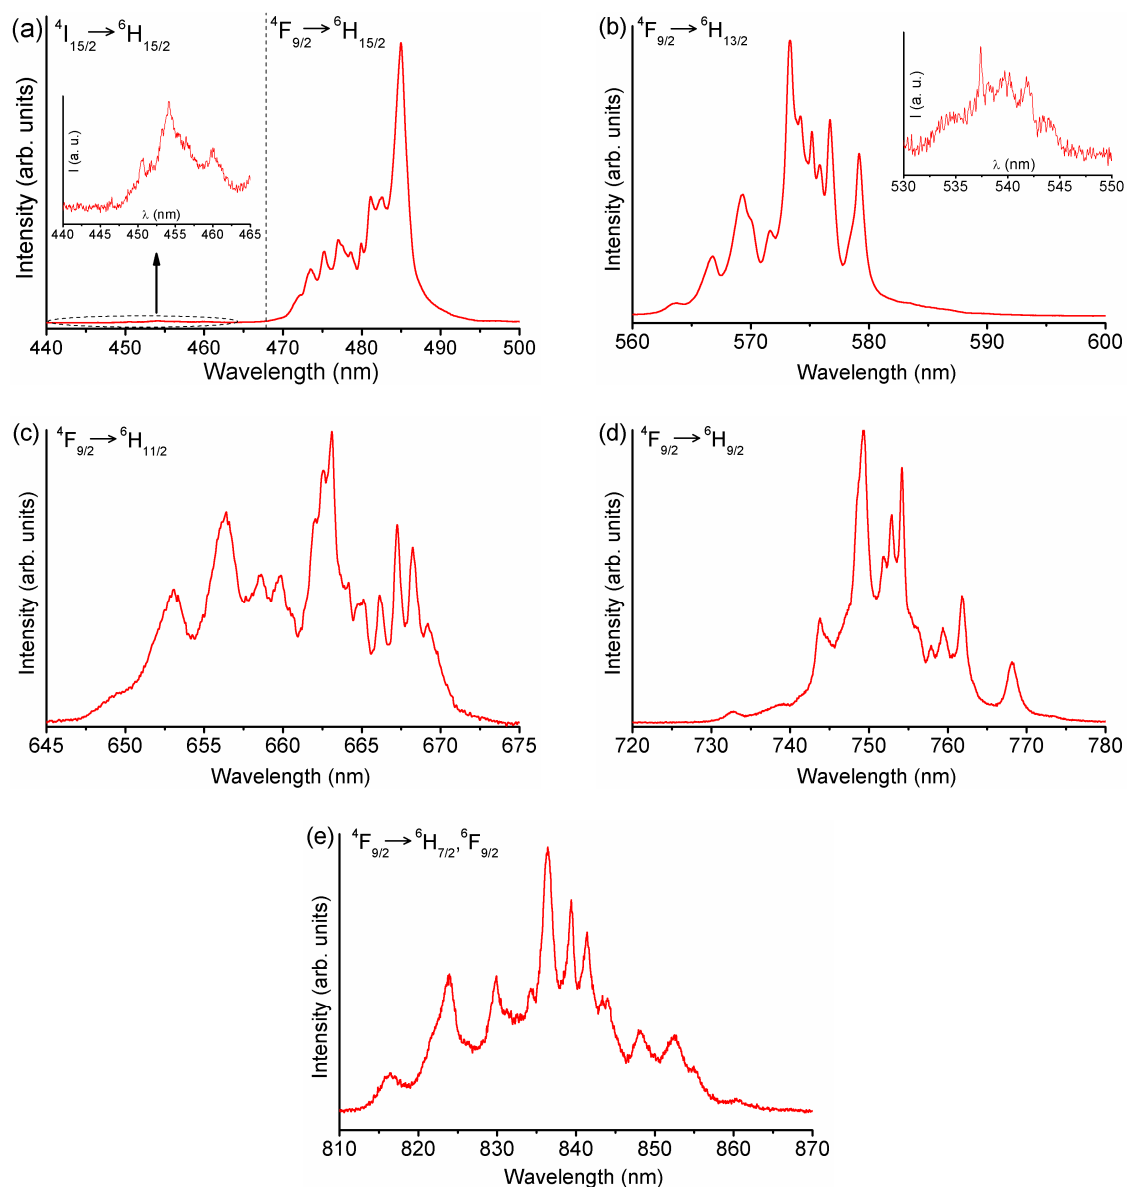 (a) ⁴I₁₅/₂→⁶H₁₅/₂ ⁴F₉/₂→⁶H₁₅/₂
Intensity (arb. units)
I (a. u.)
λ (nm)
440 445 450 455 460 465
440 450 460 470 480 490 500
Wavelength (nm)
(b) ⁴F₉/₂→⁶H₁₃/₂
Intensity (arb. units)
I (a. u.)
λ (nm)
530 535 540 545 550
560 570 580 590 600
Wavelength (nm)
(c) ⁴F₉/₂→⁶H₁₁/₂
Intensity (arb. units)
645 650 655 660 665 670 675
Wavelength (nm)
(d) ⁴F₉/₂→⁶H₉/₂
Intensity (arb. units)
720 730 740 750 760 770 780
Wavelength (nm)
(e) ⁴F₉/₂→⁶H₇/₂,⁶F₉/₂
Intensity (arb. units)
810 820 830 840 850 860 870
Wavelength (nm)